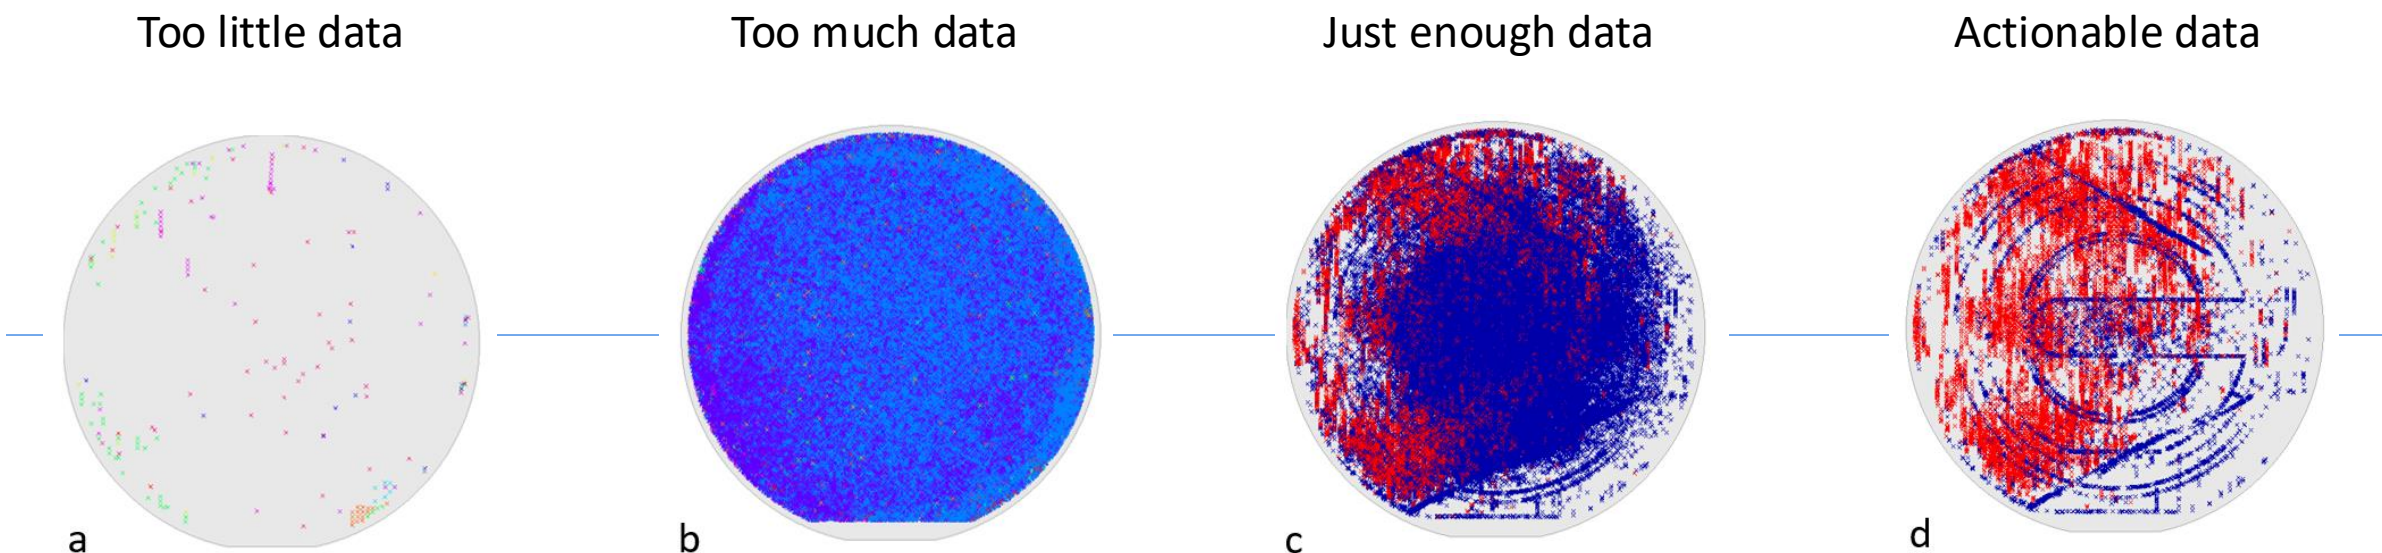 Too little data
Too much data
Just enough data
Actionable data
a
b
c
d